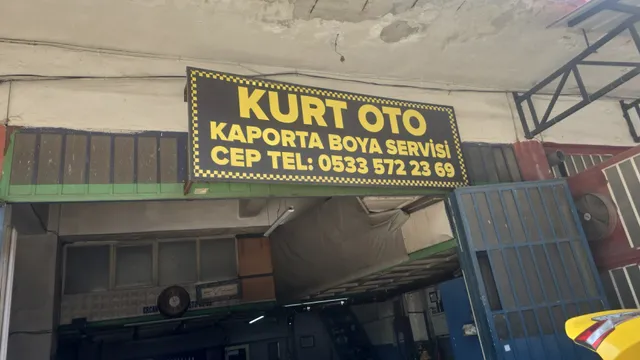 KURT OTO
KAPORTA BOYA SERVİSİ
CEP TEL: 0533 572 23 69